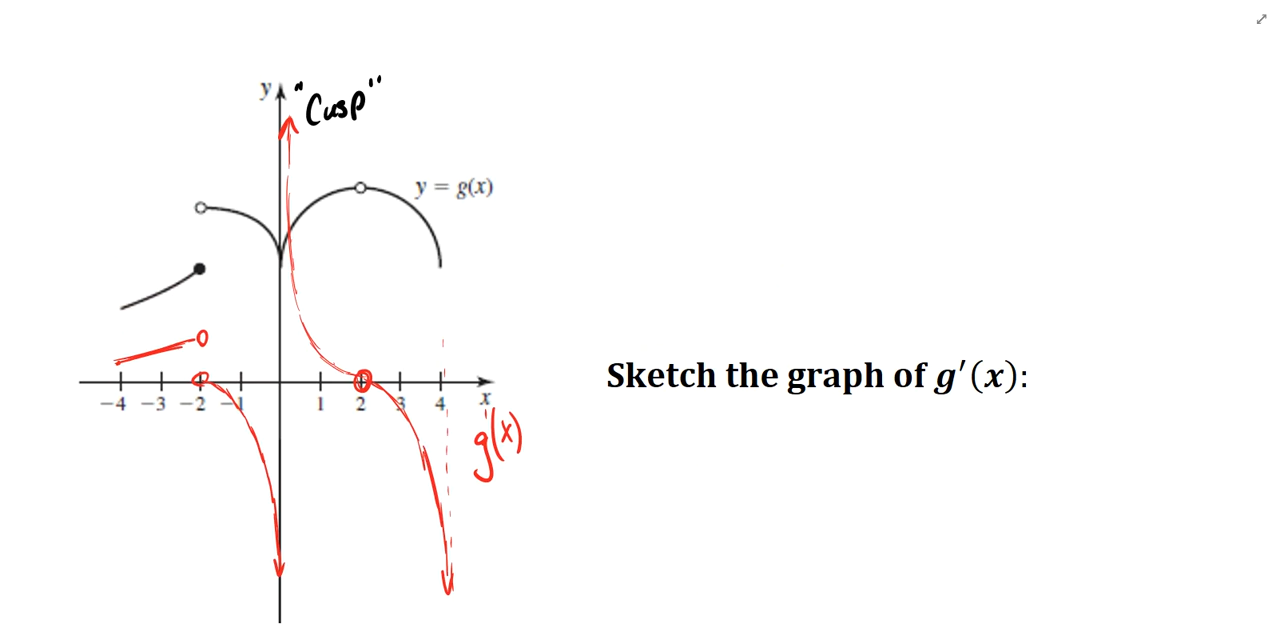 y "Cusp"
y = g(x)
Sketch the graph of g′(x):
−4 −3 −2 −1 1 2 3 4 x
g'(x)